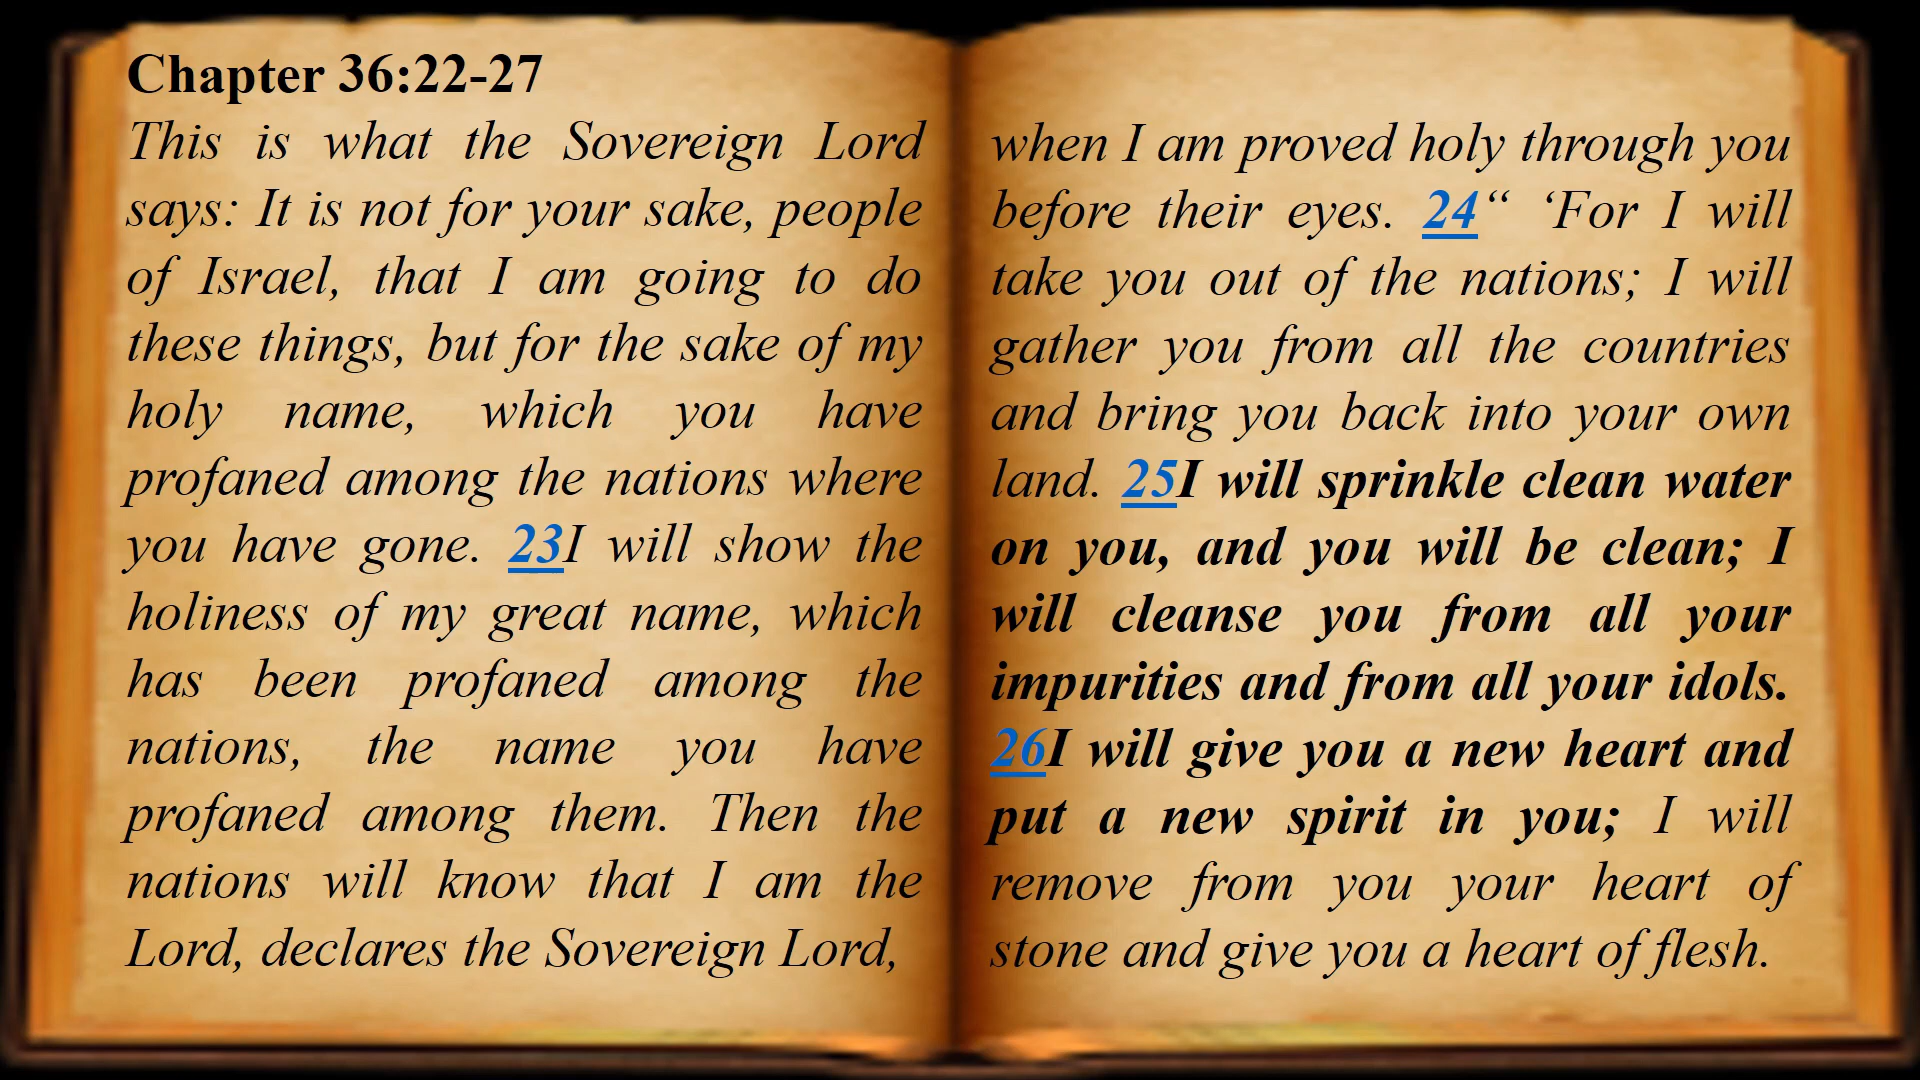 Chapter 36:22-27
This is what the Sovereign Lord
says: It is not for your sake, people
of Israel, that I am going to do
these things, but for the sake of my
holy name, which you have
profaned among the nations where
you have gone. 23I will show the
holiness of my great name, which
has been profaned among the
nations, the name you have
profaned among them. Then the
nations will know that I am the
Lord, declares the Sovereign Lord,
when I am proved holy through you
before their eyes. 24“ ‘For I will
take you out of the nations; I will
gather you from all the countries
and bring you back into your own
land. 25I will sprinkle clean water
on you, and you will be clean; I
will cleanse you from all your
impurities and from all your idols.
26I will give you a new heart and
put a new spirit in you; I will
remove from you your heart of
stone and give you a heart of flesh.